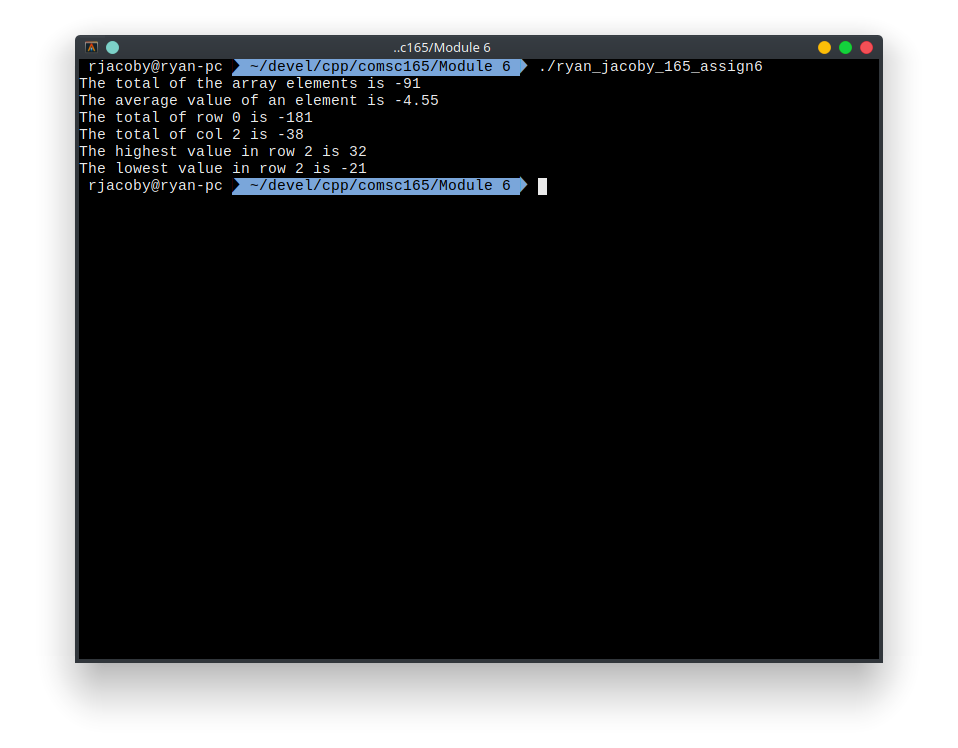 ..c165/Module 6
rjacoby@ryan-pc ~/devel/cpp/comsc165/Module 6 ./ryan_jacoby_165_assign6
The total of the array elements is -91
The average value of an element is -4.55
The total of row 0 is -181
The total of col 2 is -38
The highest value in row 2 is 32
The lowest value in row 2 is -21
rjacoby@ryan-pc ~/devel/cpp/comsc165/Module 6